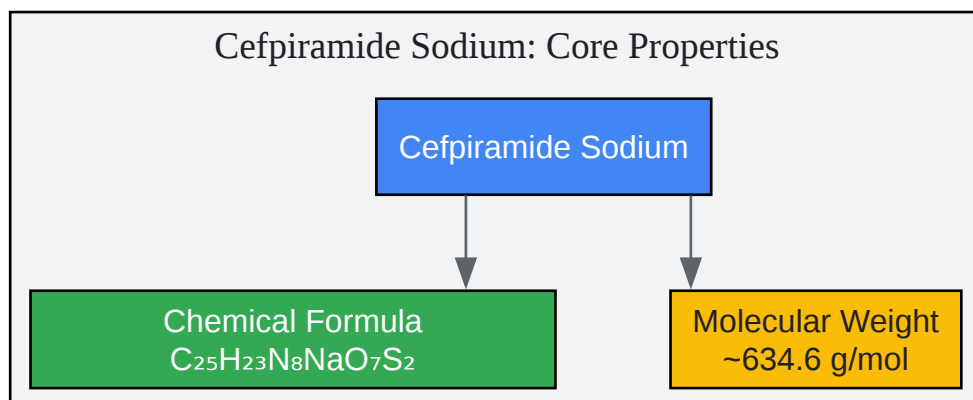 Cefpiramide Sodium: Core Properties
Cefpiramide Sodium
Chemical Formula
C₂₅H₂₃N₈NaO₇S₂
Molecular Weight
~634.6 g/mol